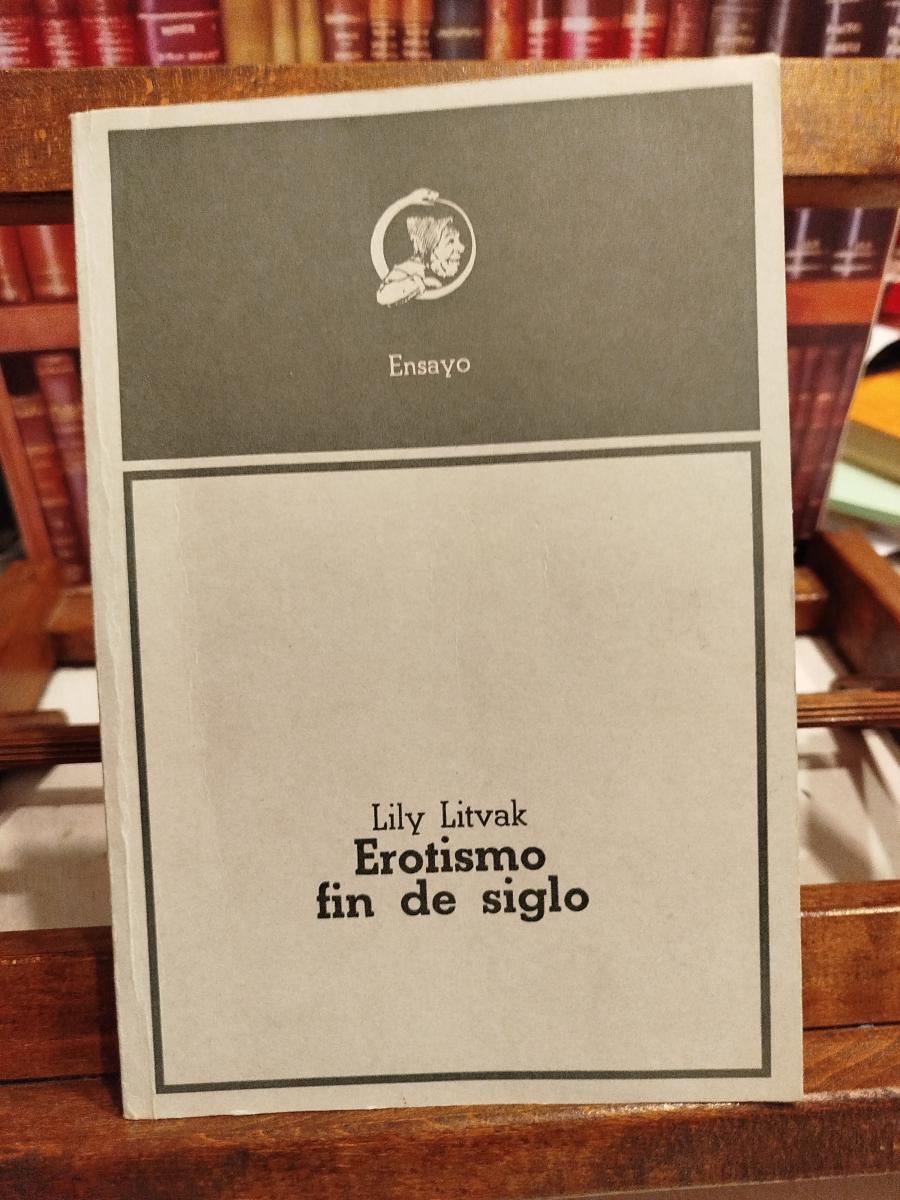 Ensayo
Lily Litvak
Erotismo
fin de siglo